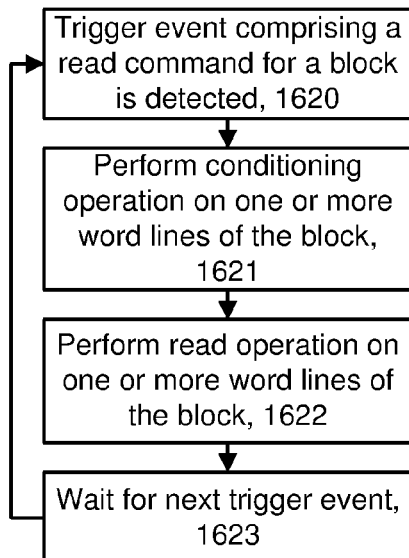 Trigger event comprising a
read command for a block
is detected, 1620
Perform conditioning
operation on one or more
word lines of the block,
1621
Perform read operation on
one or more word lines of
the block, 1622
Wait for next trigger event,
1623